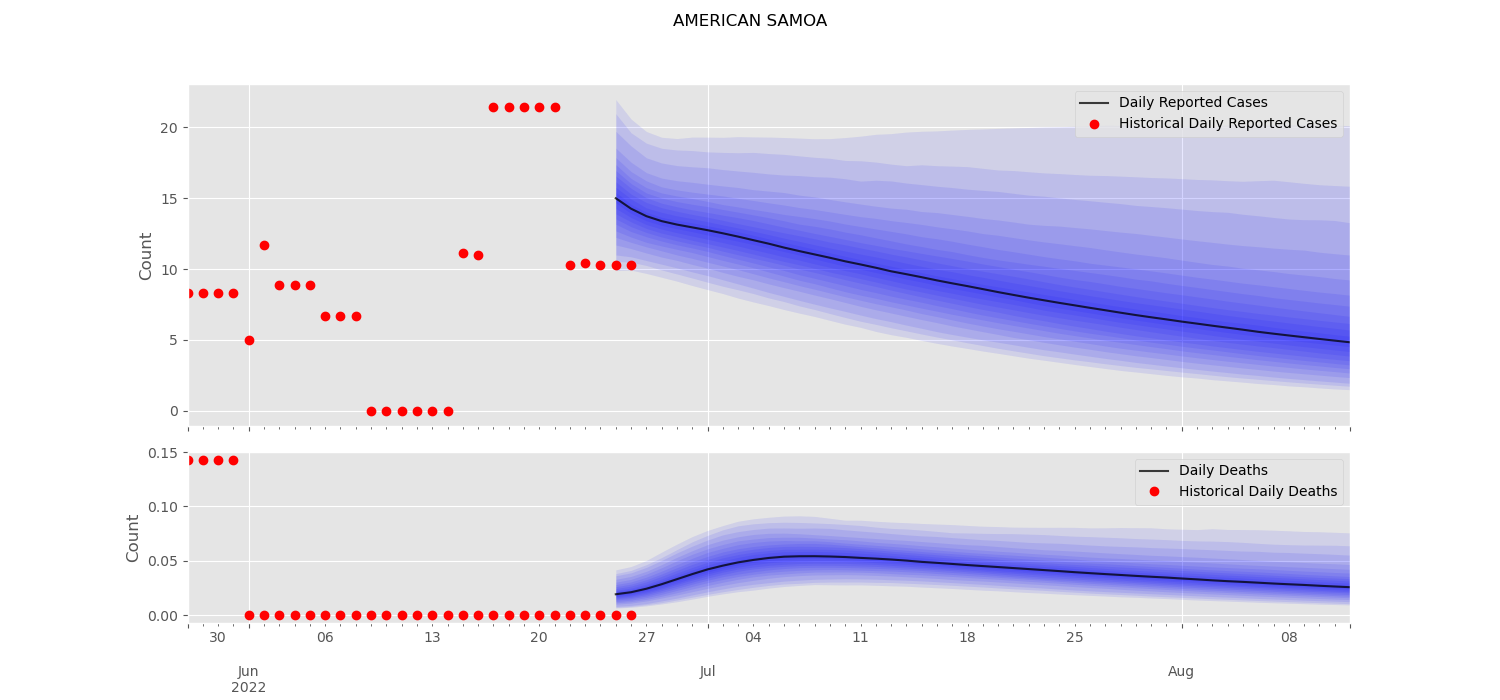 AMERICAN SAMOA
Daily Reported Cases
Historical Daily Reported Cases
Count
20
15
10
5
0
Daily Deaths
Historical Daily Deaths
Count
0.15
0.10
0.05
0.00
30 06 13 20 27 04 11 18 25 08
Jun Jul Aug
2022